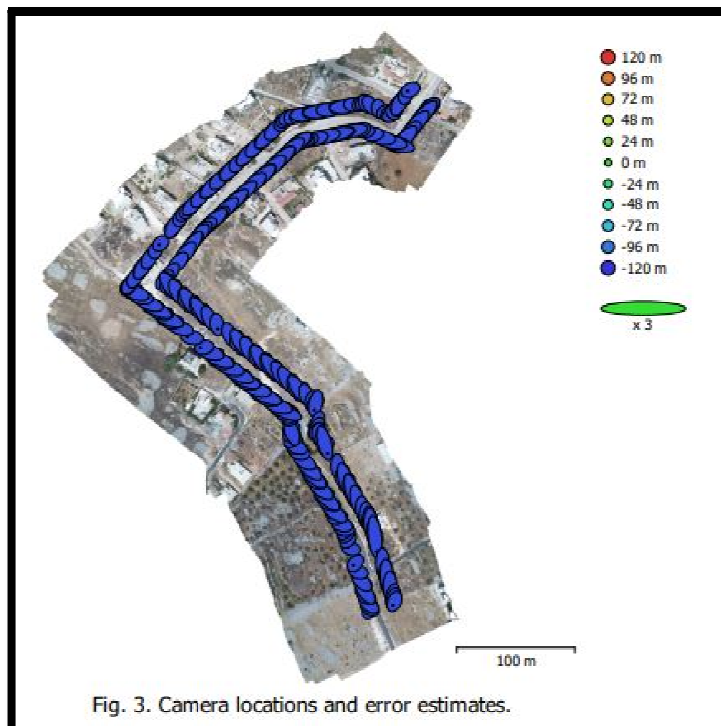 120 m
96 m
72 m
48 m
24 m
0 m
-24 m
-48 m
-72 m
-96 m
-120 m
x 3
100 m
Fig. 3. Camera locations and error estimates.